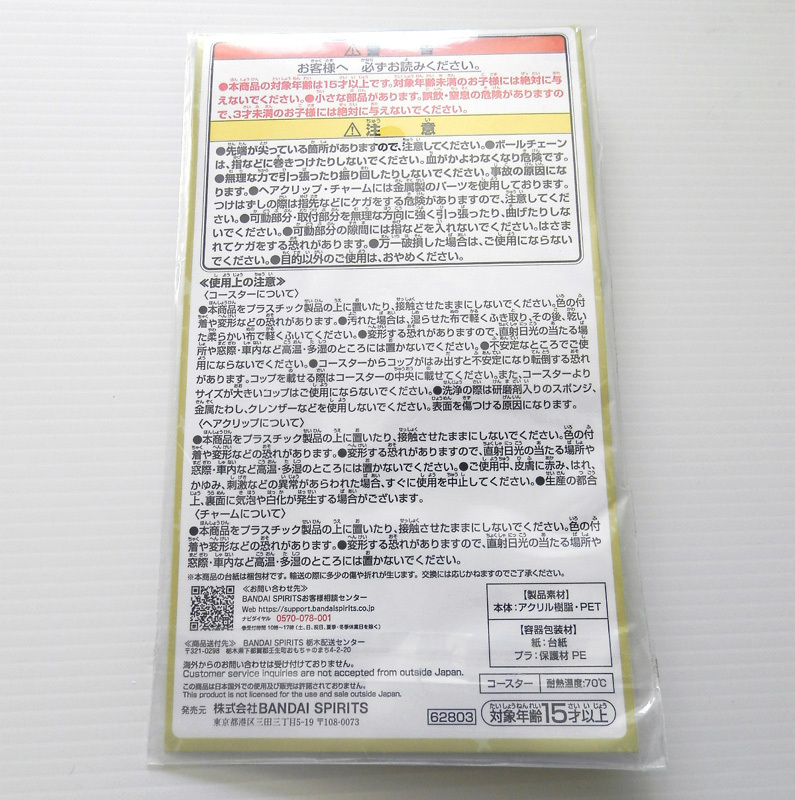 お客様へ 必ずお読みください。
●本商品の対象年齢は15才以上です。対象年齢未満のお子様には絶対に与
えないでください。●小さな部品があります。誤飲・窒息の危険がありますの
で、3才未満のお子様には絶対に与えないでください。
⚠注 意
●先端が尖っている箇所がありますので、注意してください。●ボールチェーン
は、指などに巻きつけたりしないでください。血がかよわなくなり危険です。
●無理な力で引っ張ったり振り回したりしないでください。事故の原因にな
ります。●ヘアクリップ・チャームには金属製のパーツを使用しております。
つけはずしの際は指先などにケガをする恐れがありますので、注意してくださ
い。●可動部分・取付部分を無理な方向に強く引っ張ったり、曲げたりしな
いでください。●可動部分の隙間には指などを入れないでください。はさま
れてケガをする恐れがあります。●万一破損した場合は、ご使用にならない
でください。●目的以外のご使用は、おやめください。
≪使用上の注意≫
〈コースターについて〉
●本商品をプラスチック製品の上に置いたり、接触させたままにしないでください。色の付
着や変形などの恐れがあります。●汚れた場合は、湿らせた布で軽くふき取り、その後、乾い
た柔らかい布で軽くふいてください。●変形する恐れがありますので、直射日光の当たる場
所や窓際・車内など高温・多湿のところには置かないでください。●不安定なところでご使
用にならないでください。●コースターからコップがはみ出すと不安定になり転倒する恐れ
があります。コップを載せる際はコースターの中央に載せてください。また、コースターより
サイズが大きいコップはご使用にならないでください。●洗浄の際は研磨剤入りのスポンジ、
金属たわし、クレンザーなどを使用しないでください。表面を傷つける原因になります。
〈ヘアクリップについて〉
●本商品をプラスチック製品の上に置いたり、接触させたままにしないでください。色の付
着や変形などの恐れがあります。●変形する恐れがありますので、直射日光の当たる場所や
窓際・車内など高温・多湿のところには置かないでください。●ご使用中、皮膚に赤み、はれ、
かゆみ、刺激などの異常があらわれた場合、すぐに使用を中止してください。●生産の都合
上、裏面に気泡や白化が発生する場合がございます。
〈チャームについて〉
●本商品をプラスチック製品の上に置いたり、接触させたままにしないでください。色の付
着や変形などの恐れがあります。●変形する恐れがありますので、直射日光の当たる場所や
窓際・車内など高温・多湿のところには置かないでください。
※本商品の台紙は梱包材です。輸送の際に多少の傷や折れが生じます。交換には応じかねますのでご了承ください。
≪お問い合わせ先≫
BANDAI SPIRITSお客様相談センター
Web https://support.bandaispirits.co.jp
ナビダイヤル 0570-078-001
※受付時間 10時〜17時(土、日、祝日、夏季・冬季休業日を除く)
≪商品送付先≫ BANDAI SPIRITS 栃木配送センター
〒321-0298 栃木県下都賀郡壬生町おもちゃのまち4-2-20
海外からのお問い合わせは受け付けておりません。
Customer service inquiries are not accepted from outside Japan.
この商品は日本国外での使用及び販売は許諾されておりません。
This product is not licensed for the use and sale outside Japan.
発売元 株式会社BANDAI SPIRITS
東京都港区三田三丁目5-19 〒108-0073
【製品素材】
本体:アクリル樹脂・PET
【容器包装材】
紙:台紙
プラ:保護材 PE
コースター 耐熱温度:70℃
62803
対象年齢15才以上